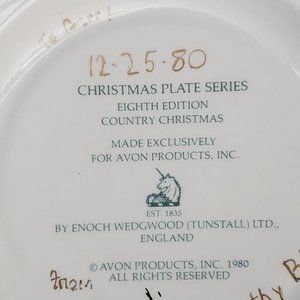 12-25-80
CHRISTMAS PLATE SERIES
EIGHTH EDITION
COUNTRY CHRISTMAS
MADE EXCLUSIVELY
FOR AVON PRODUCTS, INC.
EST. 1835
BY ENOCH WEDGWOOD (TUNSTALL) LTD.,
ENGLAND
© AVON PRODUCTS, INC. 1980
ALL RIGHTS RESERVED
From